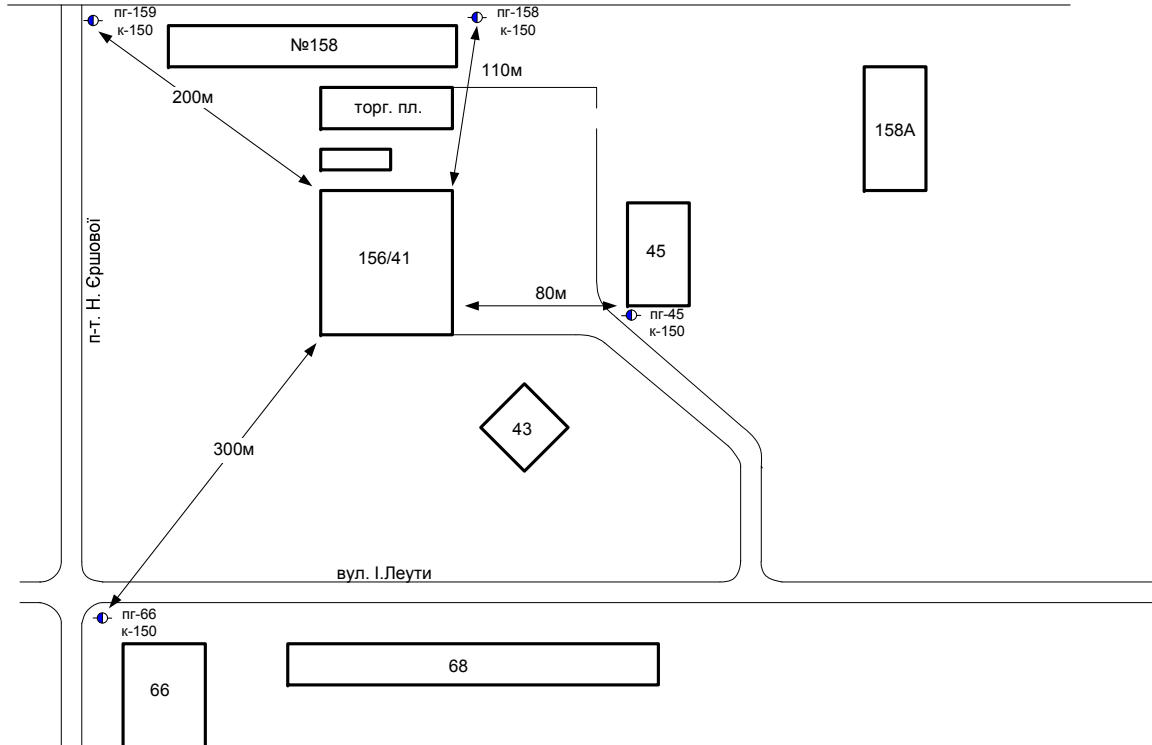 пг-159
к-150
пг-158
к-150
№158
110м
200м
торг. пл.
158А
п-т. Н. Єршової
156/41
45
80м
пг-45
к-150
43
300м
вул. І.Леути
пг-66
к-150
68
66